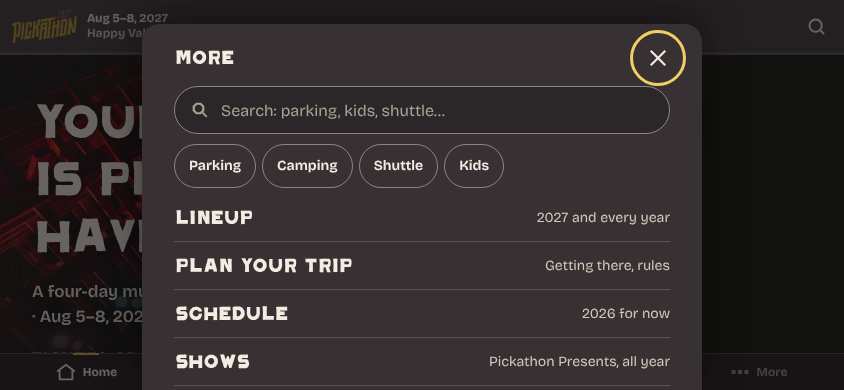 PICKATHON
Aug 5–8, 2027
Happy Val
MORE
Search: parking, kids, shuttle...
Parking
Camping
Shuttle
Kids
LINEUP
2027 and every year
PLAN YOUR TRIP
Getting there, rules
SCHEDULE
2026 for now
SHOWS
Pickathon Presents, all year
YOU
IS P
HAV
A four-day mu
· Aug 5–8, 202
Home
More